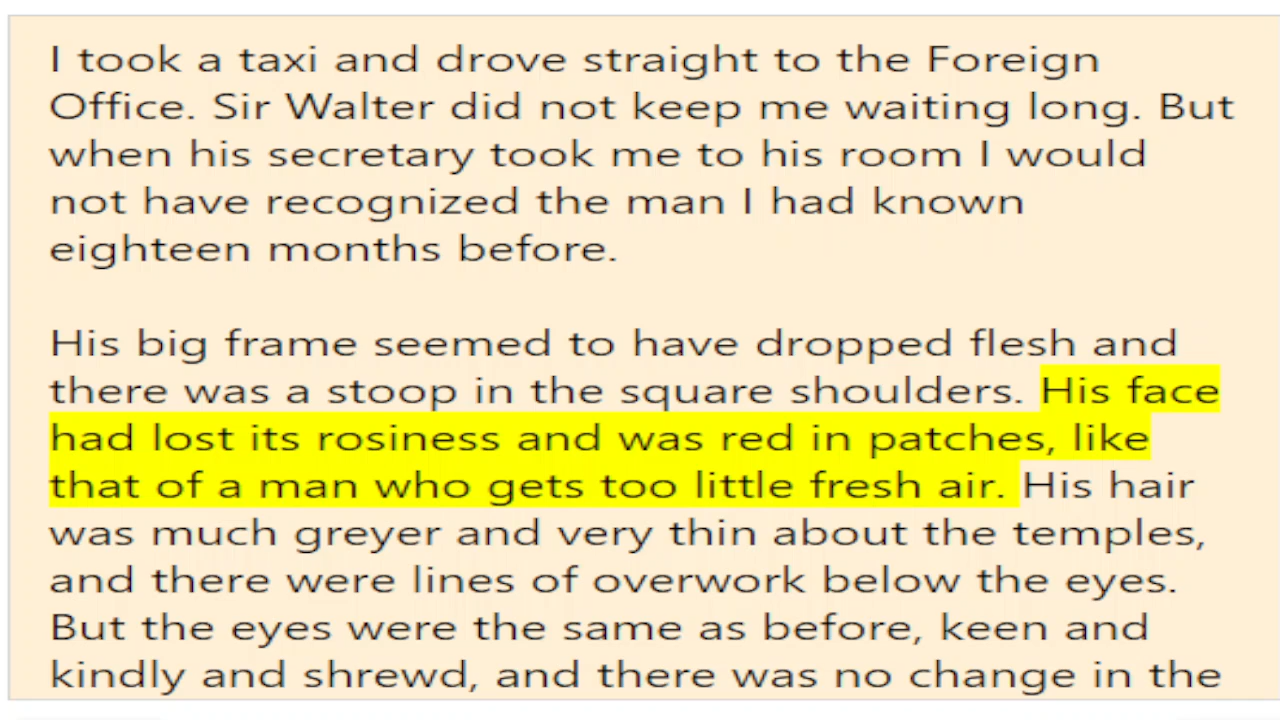 I took a taxi and drove straight to the Foreign
Office. Sir Walter did not keep me waiting long. But
when his secretary took me to his room I would
not have recognized the man I had known
eighteen months before.
His big frame seemed to have dropped flesh and
there was a stoop in the square shoulders. His face
had lost its rosiness and was red in patches, like
that of a man who gets too little fresh air. His hair
was much greyer and very thin about the temples,
and there were lines of overwork below the eyes.
But the eyes were the same as before, keen and
kindly and shrewd, and there was no change in the